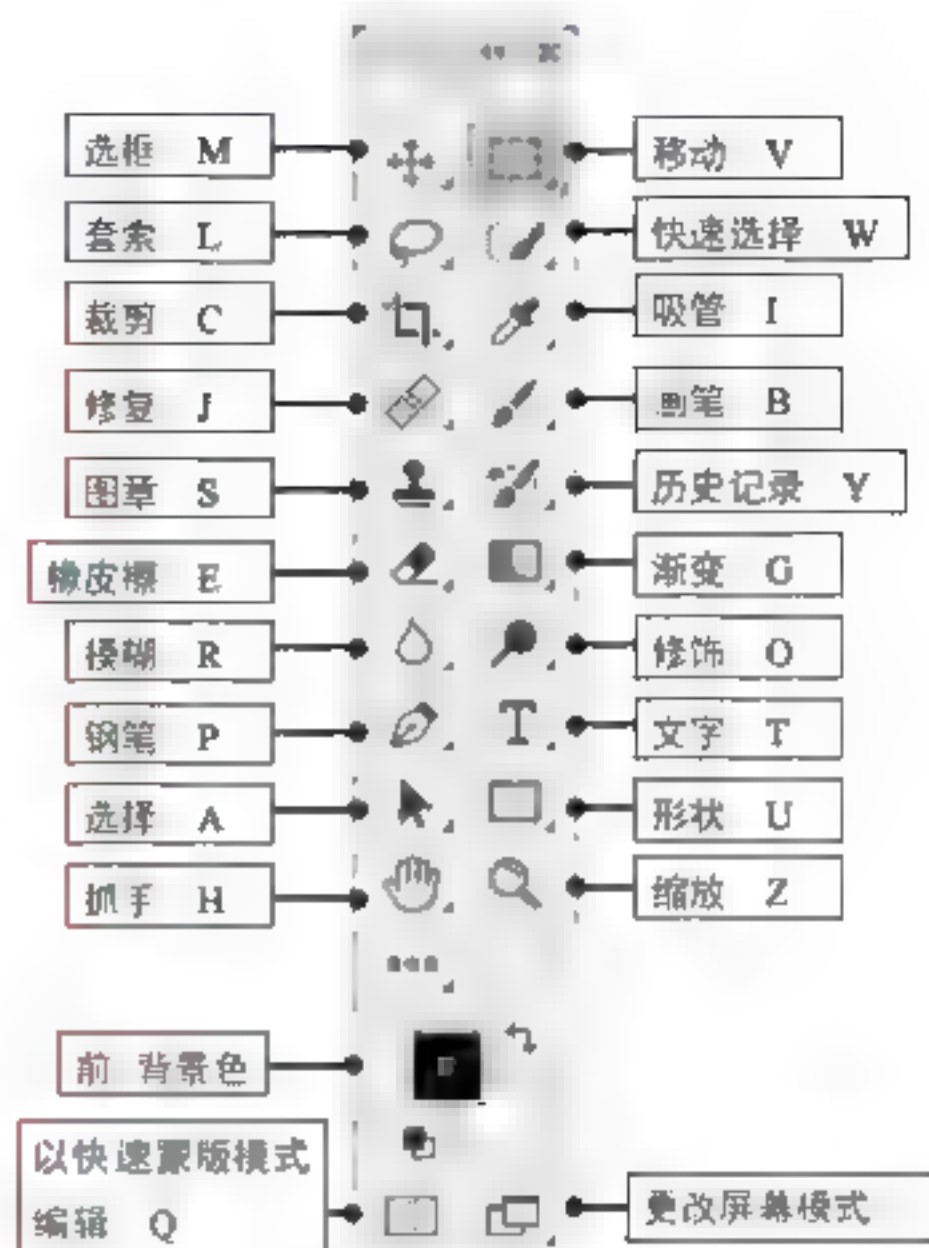 选框 M
移动 V
套索 L
快速选择 W
裁剪 C
吸管 I
修复 J
画笔 B
图章 S
历史记录 Y
橡皮擦 E
渐变 G
模糊 R
修饰 O
钢笔 P
T
文字 T
选择 A
形状 U
抓手 H
缩放 Z
前 背景色
以快速蒙版模式
编辑 Q
更改屏幕模式